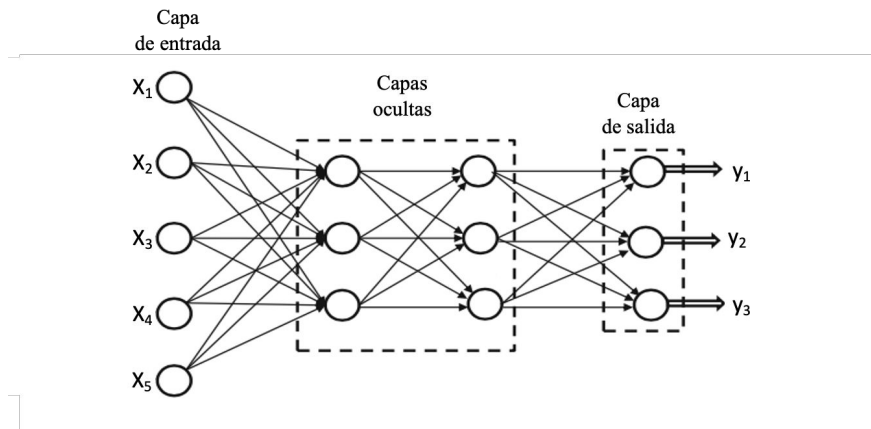 Capa
de entrada
X₁
X₂
X₃
X₄
X₅
Capas
ocultas
Capa
de salida
y₁
y₂
y₃